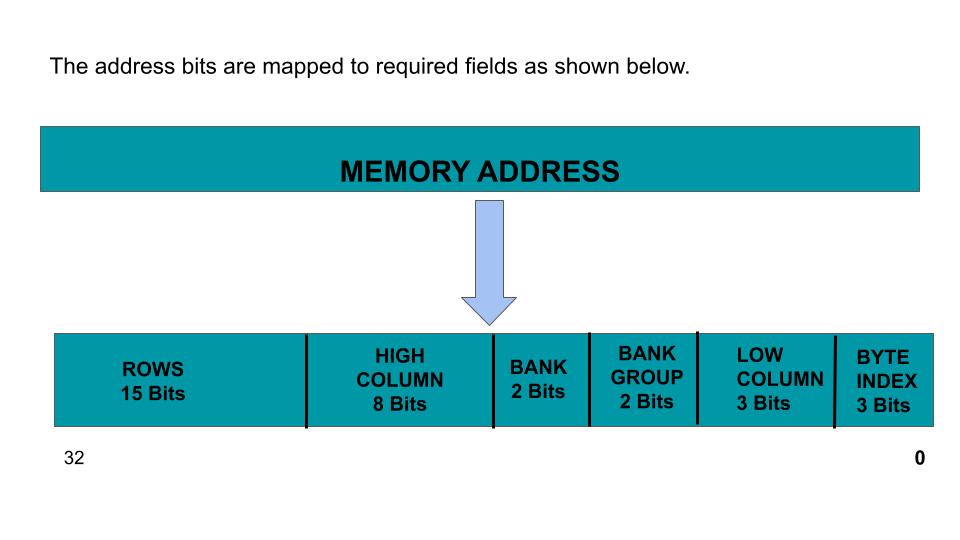 The address bits are mapped to required fields as shown below.
MEMORY ADDRESS
ROWS
15 Bits
HIGH
COLUMN
8 Bits
BANK
2 Bits
BANK
GROUP
2 Bits
LOW
COLUMN
3 Bits
BYTE
INDEX
3 Bits
32
0